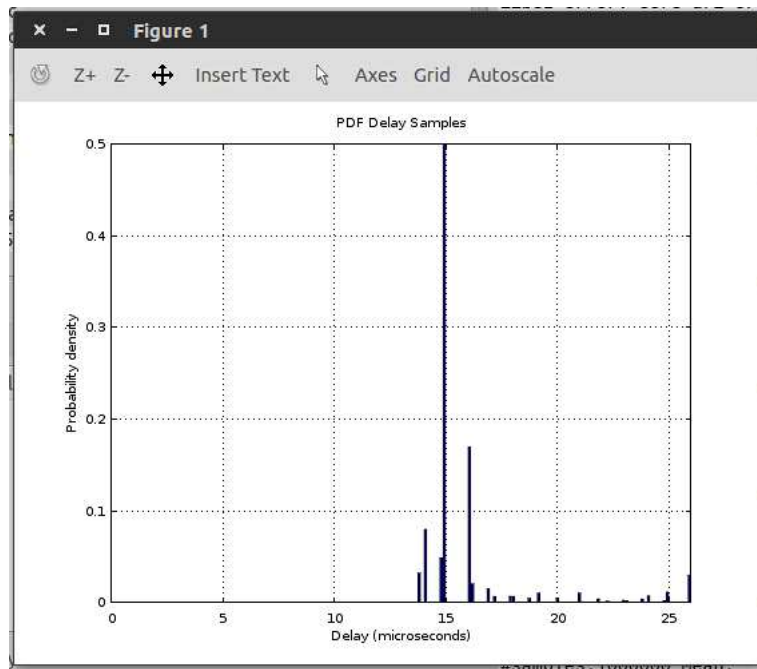 Figure 1
Z+ Z- Insert Text Axes Grid Autoscale
PDF Delay Samples
0.5
0.4
0.3
0.2
0.1
0
Probability density
0 5 10 15 20 25
Delay (microseconds)